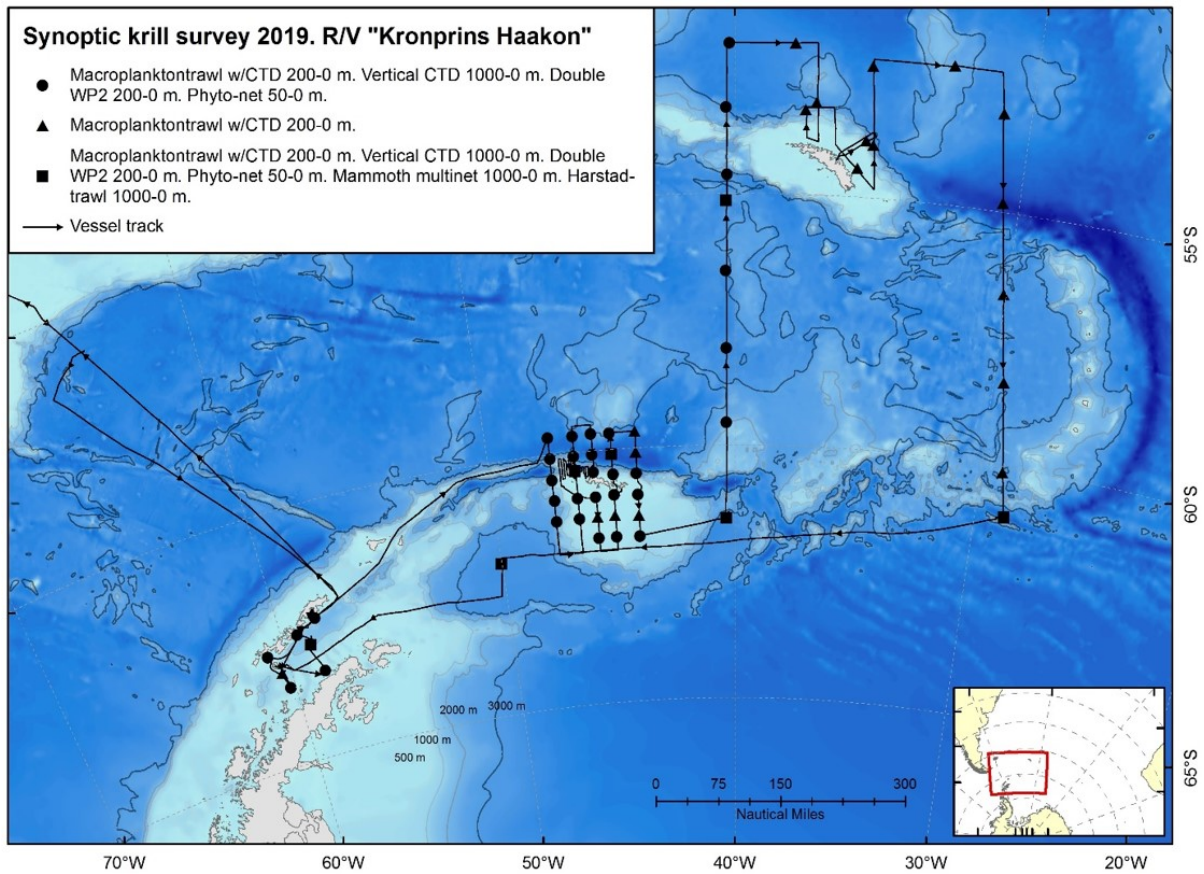 Synoptic krill survey 2019. R/V "Kronprins Haakon"
Macroplanktontrawl w/CTD 200-0 m. Vertical CTD 1000-0 m. Double
WP2 200-0 m. Phyto-net 50-0 m.
Macroplanktontrawl w/CTD 200-0 m.
Macroplanktontrawl w/CTD 200-0 m. Vertical CTD 1000-0 m. Double
WP2 200-0 m. Phyto-net 50-0 m. Mammoth multinet 1000-0 m. Harstad-
trawl 1000-0 m.
Vessel track
55°S
60°S
65°S
2000 m
3000 m
1000 m
500 m
0 75 150 300
Nautical Miles
70°W 60°W 50°W 40°W 30°W 20°W